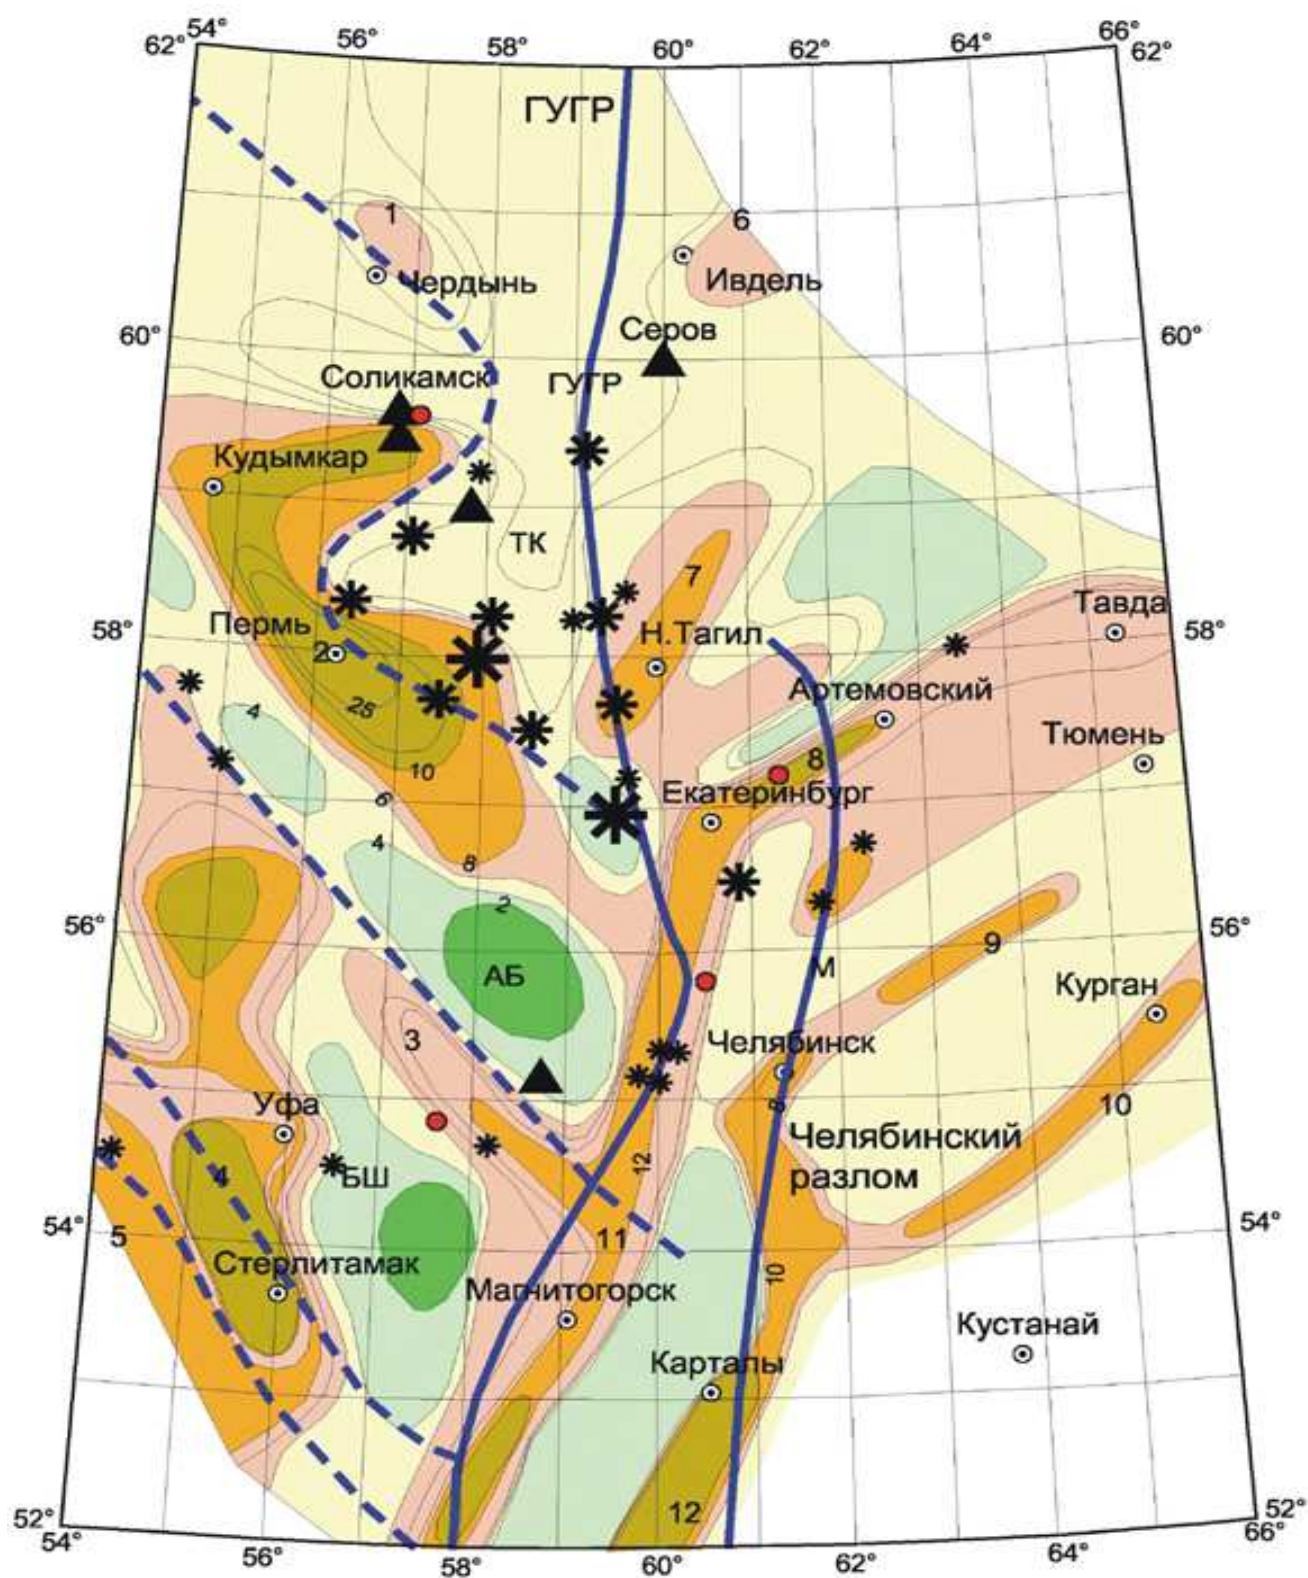 54° 56° 58° 60° 62° 64° 66°
62° 62°
ГУГР
1
6
Чердынь
Ивдель
60° Серов 60°
Соликамск ГУГР
Кудымкар
ТК
7
Тавда
58° Пермь Н.Тагил 58°
2
Артемовский
4 25
Тюмень
10 8
6 Екатеринбург
4 8
2
56° 56°
АБ М 9
Курган
3 Челябинск
8 10
Уфа
Челябинский
разлом
12
4 БШ
54° 54°
5 11
Стерлитамак 10
Магнитогорск
Кустанай
Карталы
12
52° 52°
54° 56° 58° 60° 62° 64° 66°